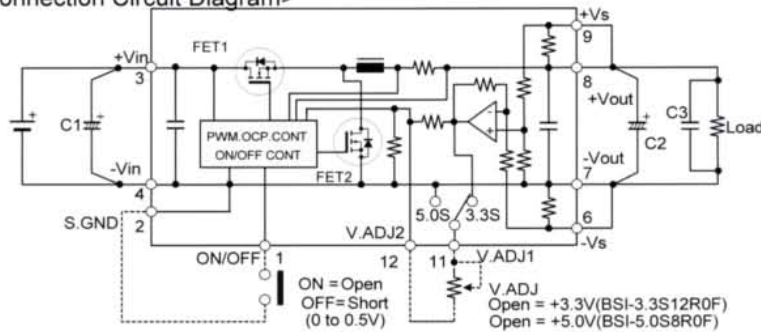 onnection Circuit Diagram>
+Vs
9
FET1
+Vin
3
8
+Vout
C1
C3
PWM.OCP.CONT
ON/OFF CONT
Load
C2
-Vin
4
FET2
-Vout
7
5.0S
3.3S
6
S.GND
2
V.ADJ2
-Vs
ON/OFF
1
12
11
V.ADJ1
ON =Open
OFF=Short
(0 to 0.5V)
V.ADJ
Open = +3.3V(BSI-3.3S12R0F)
Open = +5.0V(BSI-5.0S8R0F)